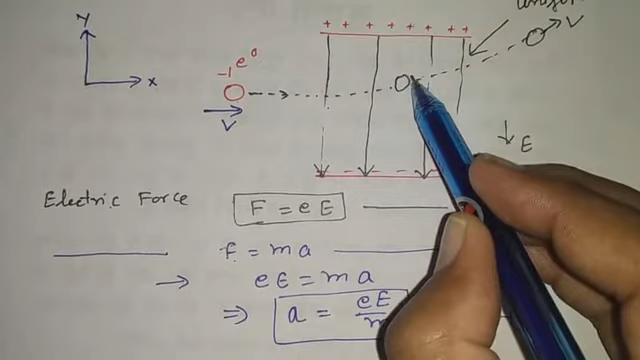 Y
+ + + + + + + + +
-1e⁰
V
X
V
E
Electric Force F = eE
F = ma
eE = ma
⇒ a = eE/m